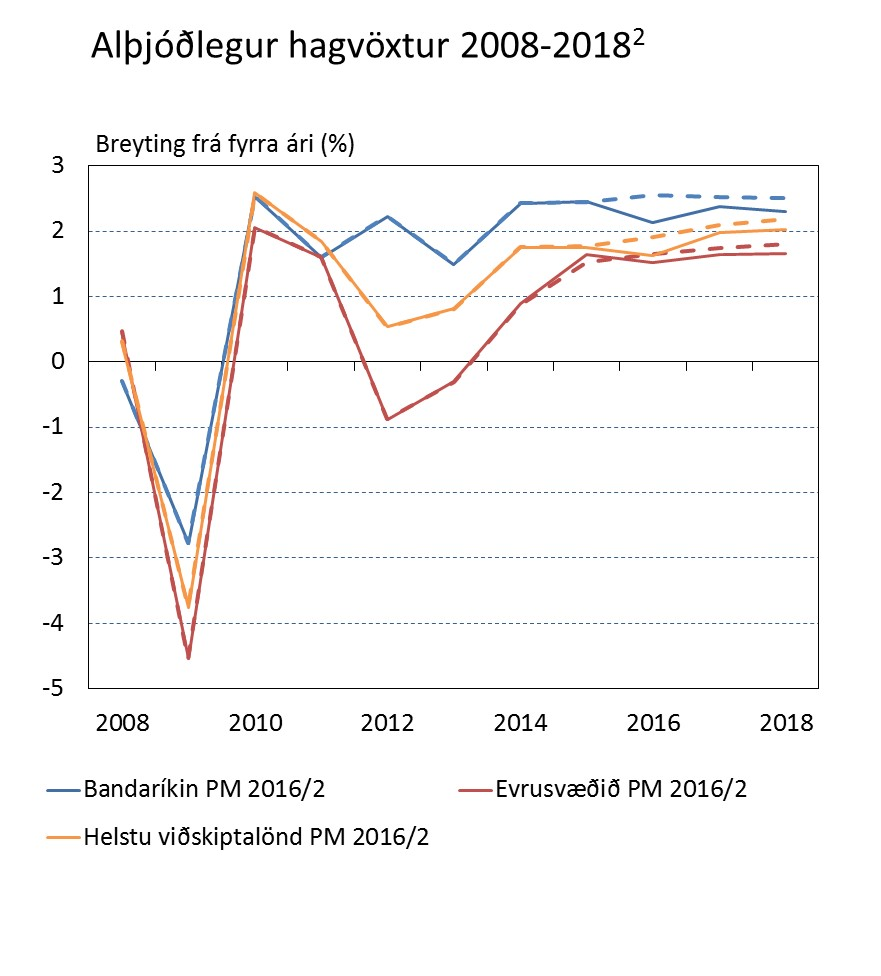 Alþjóðlegur hagvöxtur 2008-2018²
Breyting frá fyrra ári (%)
3
2
1
0
-1
-2
-3
-4
-5
2008 2010 2012 2014 2016 2018
Bandaríkin PM 2016/2 Evrusvæðið PM 2016/2
Helstu viðskiptalönd PM 2016/2